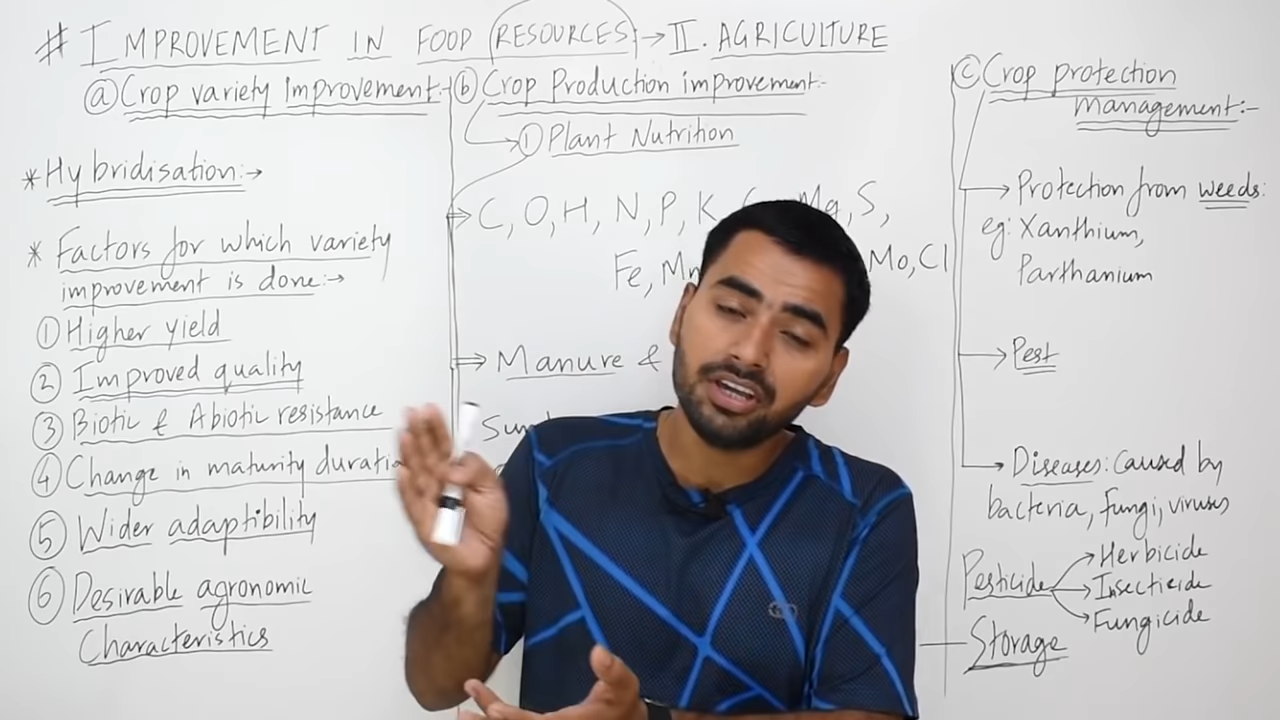 # IMPROVEMENT IN FOOD RESOURCES → II. AGRICULTURE
ⓐ Crop variety improvement:-
* Hybridisation:→
* Factors for which variety
improvement is done:→
① Higher yield
② Improved quality
③ Biotic & Abiotic resistance
④ Change in maturity duratio
⑤ Wider adaptibility
⑥ Desirable agronomic
Characteristics
ⓑ Crop Production improvement:-
① Plant Nutrition
C, O, H, N, P, K, Mg, S,
Fe, Mn Mo, Cl
Manure &
ⓒ Crop protection
management:-
Protection from weeds:
eg: Xanthium,
Parthanium
Pest
Diseases: caused by
bacteria, fungi, viruses
Pesticide
Herbicide
Insecticide
Fungicide
Storage